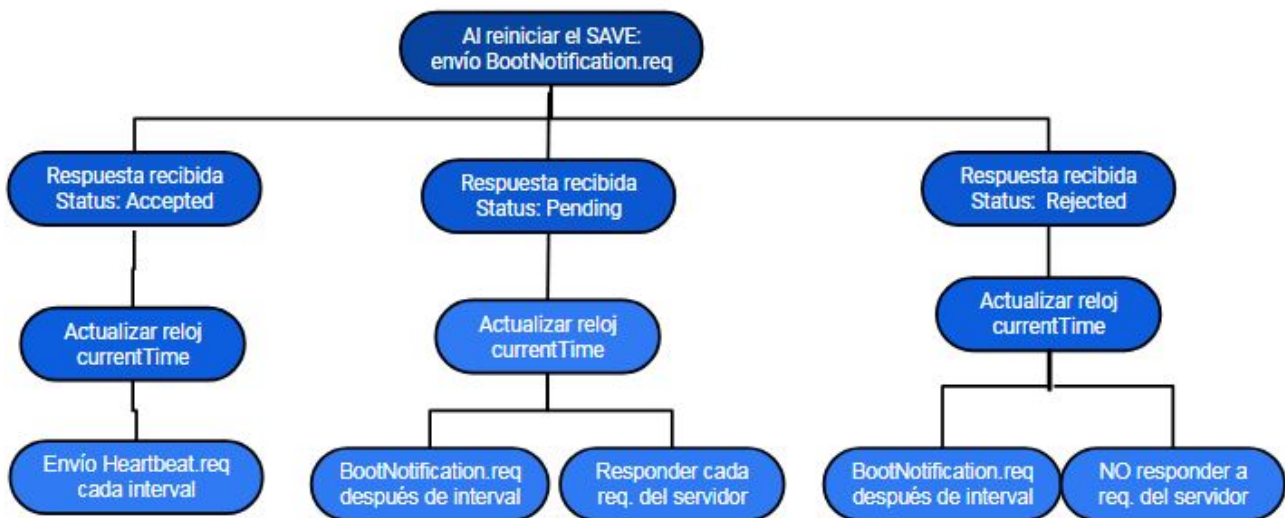 Al reiniciar el SAVE:
envío BootNotification.req
Respuesta recibida
Status: Accepted
Respuesta recibida
Status: Pending
Respuesta recibida
Status: Rejected
Actualizar reloj
currentTime
Actualizar reloj
currentTime
Actualizar reloj
currentTime
Envío Heartbeat.req
cada interval
BootNotification.req
después de interval
Responder cada
req. del servidor
BootNotification.req
después de interval
NO responder a
req. del servidor